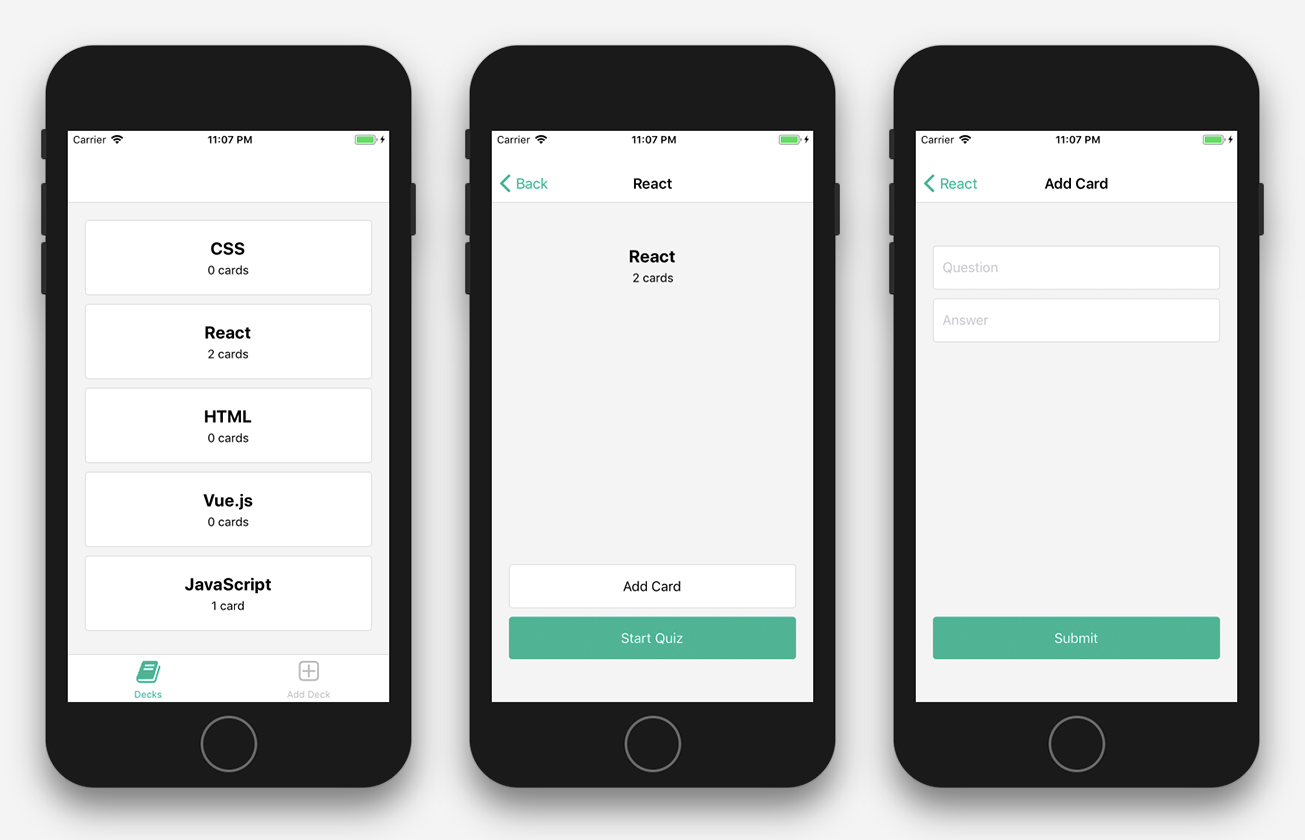 Carrier 11:07 PM
CSS
0 cards
React
2 cards
HTML
0 cards
Vue.js
0 cards
JavaScript
1 card
Decks Add Deck
Carrier 11:07 PM
Back React
React
2 cards
Add Card
Start Quiz
Carrier 11:07 PM
React Add Card
Question
Answer
Submit